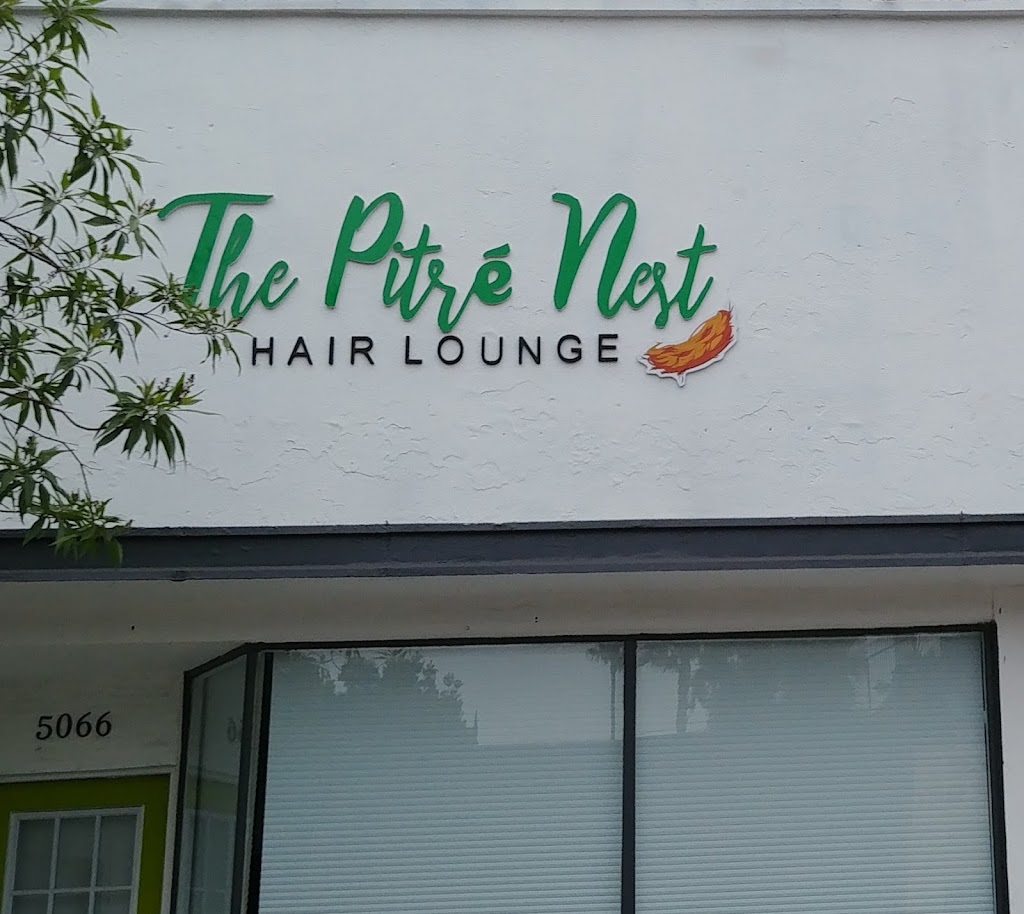 The Pitré Nest
HAIR LOUNGE
5066